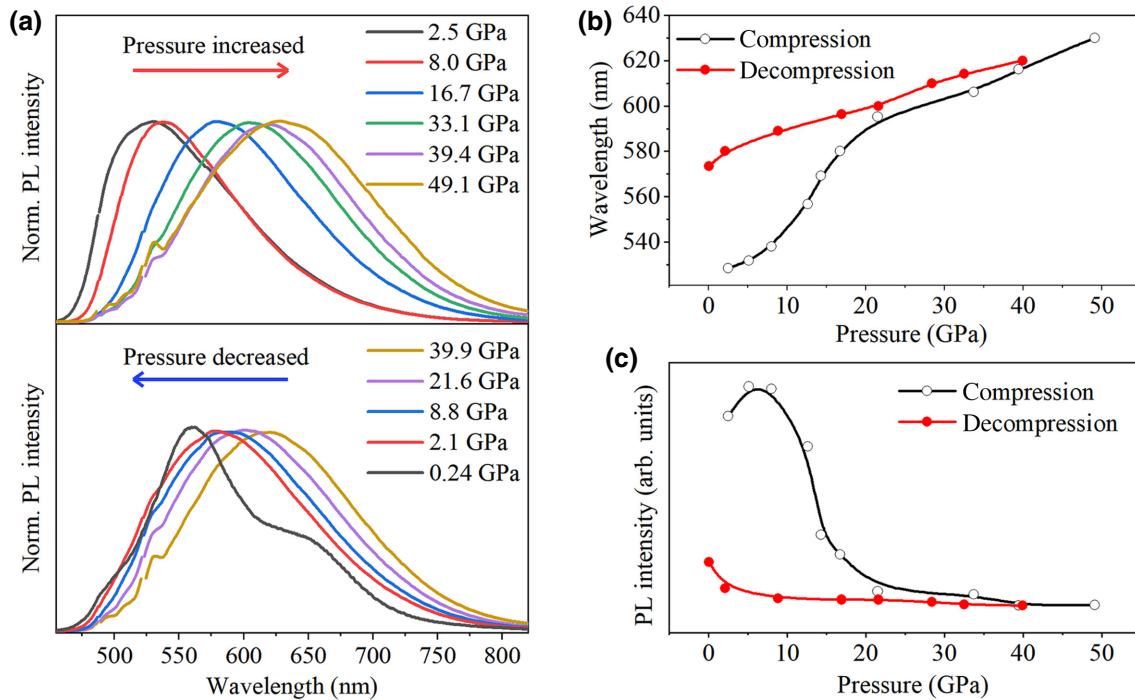 (a)
Norm. PL intensity
Pressure increased
2.5 GPa
8.0 GPa
16.7 GPa
33.1 GPa
39.4 GPa
49.1 GPa
Norm. PL intensity
Pressure decreased
39.9 GPa
21.6 GPa
8.8 GPa
2.1 GPa
0.24 GPa
500 550 600 650 700 750 800
Wavelength (nm)
(b)
Wavelength (nm)
640
620
600
580
560
540
Compression
Decompression
0 10 20 30 40 50
Pressure (GPa)
(c)
PL intensity (arb. units)
Compression
Decompression
0 10 20 30 40 50
Pressure (GPa)